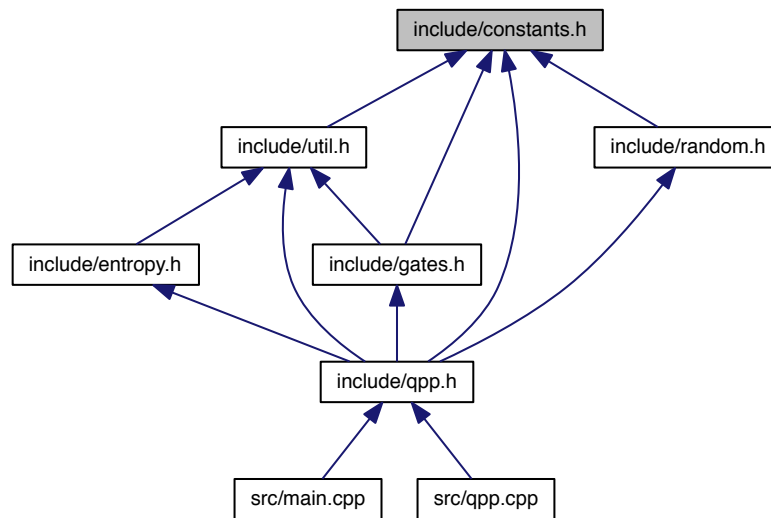 include/constants.h
include/util.h
include/random.h
include/entropy.h
include/gates.h
include/qpp.h
src/main.cpp
src/qpp.cpp